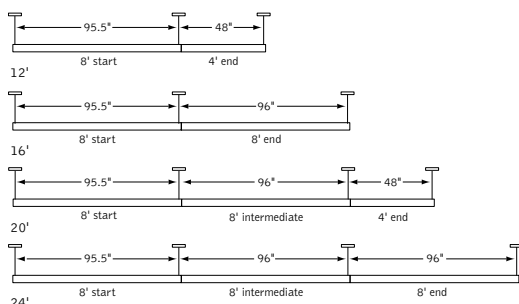 95.5" 48"
8' start 4' end
12'
95.5" 96"
8' start 8' end
16'
95.5" 96" 48"
8' start 8' intermediate 4' end
20'
95.5" 96" 96"
8' start 8' intermediate 8' end
24'